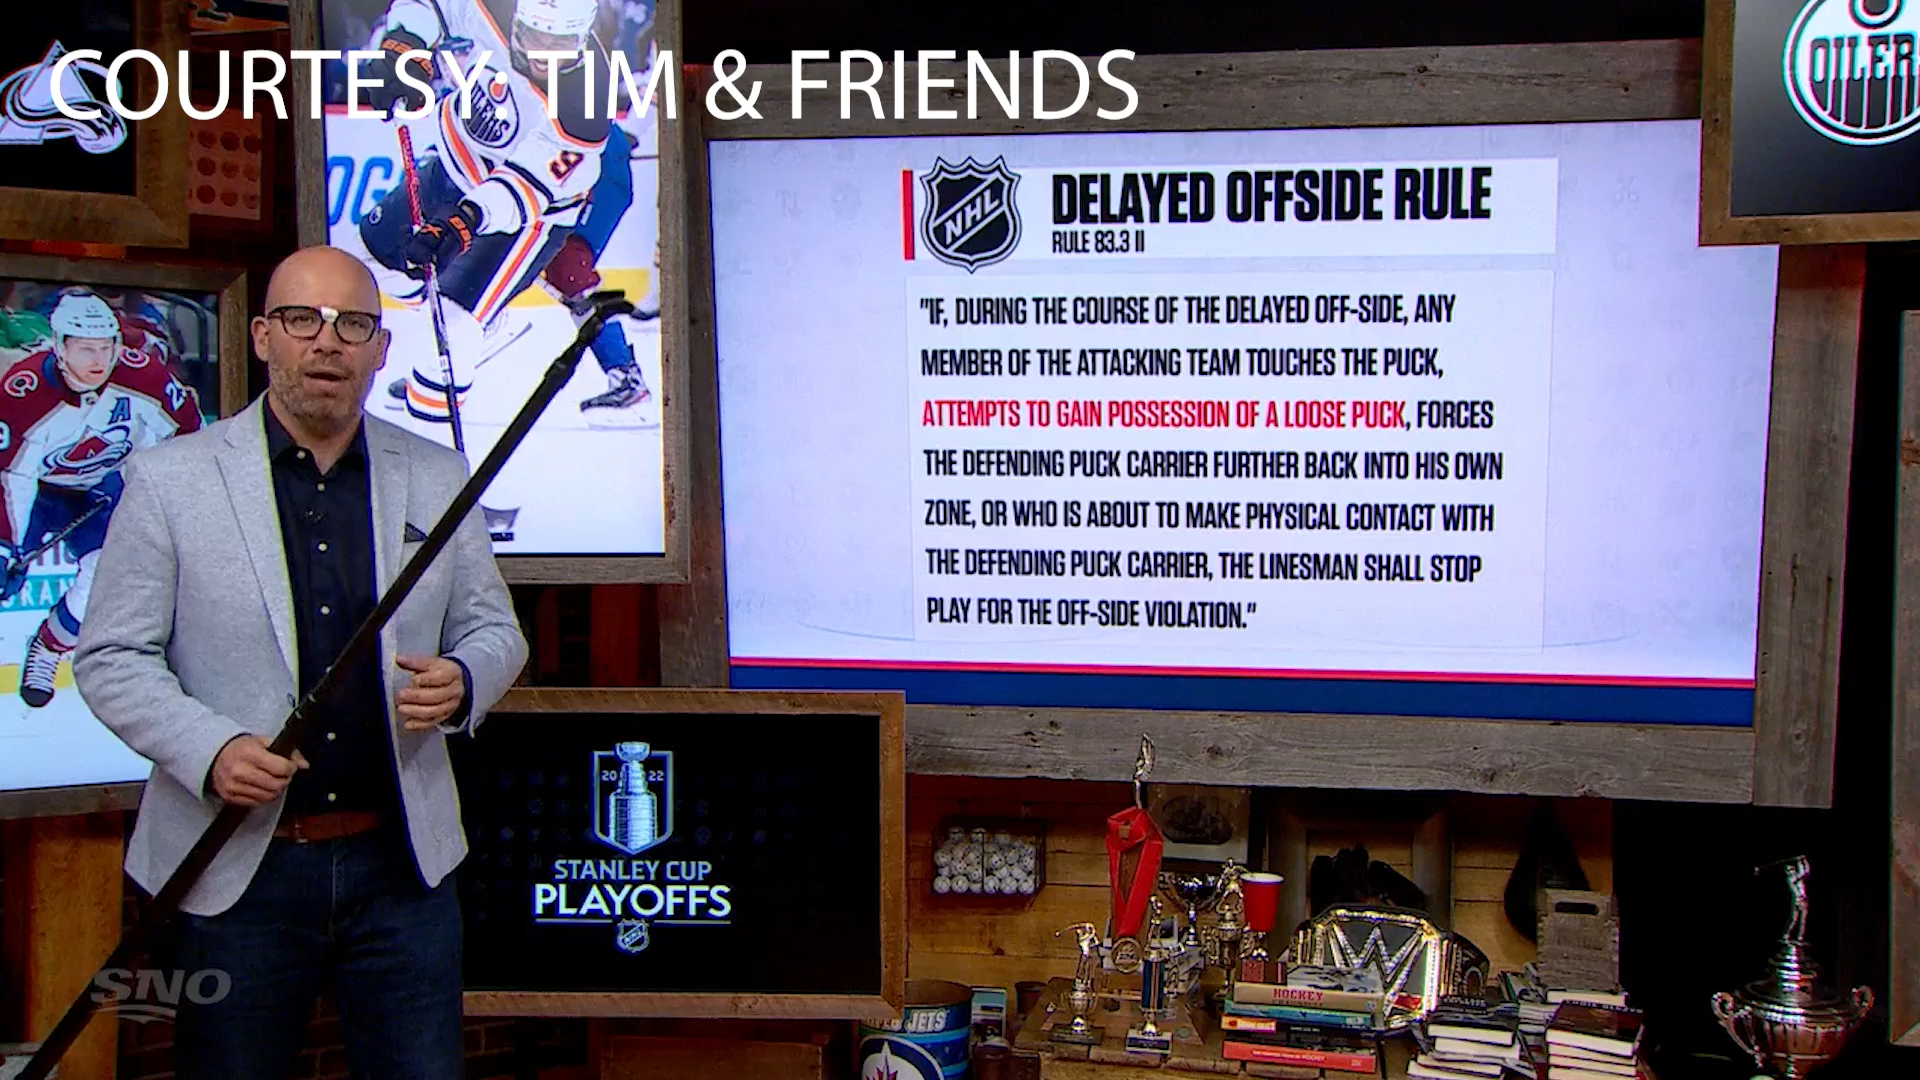 COURTESY: TIM & FRIENDS
OILERS
NHL
DELAYED OFFSIDE RULE
RULE 83.3 II
"IF, DURING THE COURSE OF THE DELAYED OFF-SIDE, ANY
MEMBER OF THE ATTACKING TEAM TOUCHES THE PUCK,
ATTEMPTS TO GAIN POSSESSION OF A LOOSE PUCK, FORCES
THE DEFENDING PUCK CARRIER FURTHER BACK INTO HIS OWN
ZONE, OR WHO IS ABOUT TO MAKE PHYSICAL CONTACT WITH
THE DEFENDING PUCK CARRIER, THE LINESMAN SHALL STOP
PLAY FOR THE OFF-SIDE VIOLATION."
A
20 22
STANLEY CUP
PLAYOFFS
SNO
HOCKEY
JETS
W